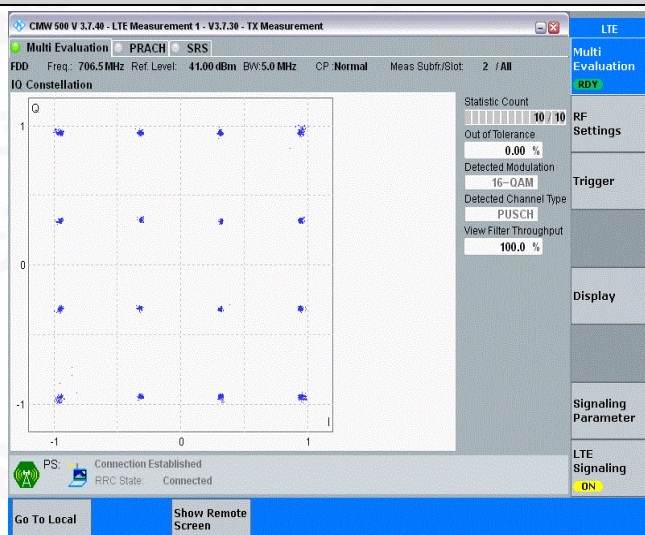 CMW 500 V 3.7.40 - LTE Measurement 1 - V3.7.30 - TX Measurement
LTE
Multi Evaluation PRACH SRS
FDD Freq.: 706.5 MHz Ref. Level: 41.00 dBm BW: 5.0 MHz CP :Normal Meas Subfr./Slot: 2 / All
IQ Constellation
Multi
Evaluation
RDY
Q
1
0
-1
-1 0 1
I
Statistic Count
10 / 10
Out of Tolerance
0.00 %
Detected Modulation
16-QAM
Detected Channel Type
PUSCH
View Filter Throughput
100.0 %
RF
Settings
Trigger
Display
Signaling
Parameter
LTE
Signaling
ON
PS: Connection Established
RRC State: Connected
Go To Local
Show Remote
Screen